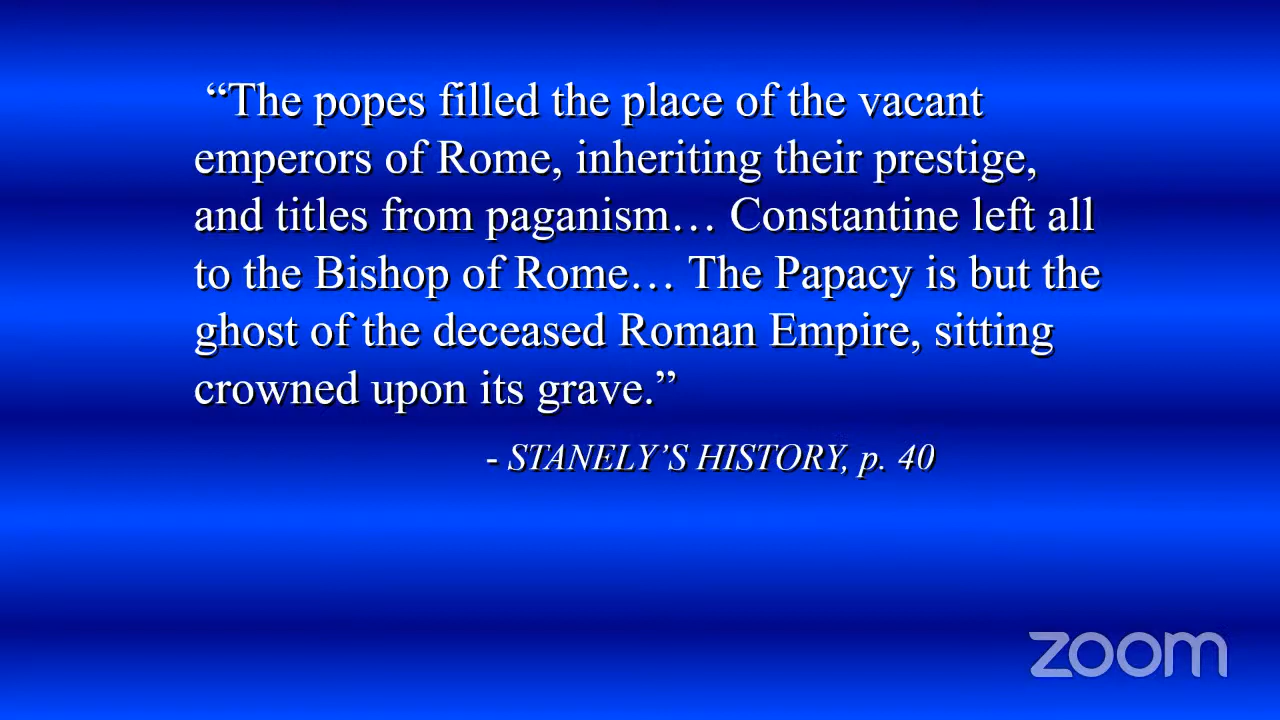 “The popes filled the place of the vacant
emperors of Rome, inheriting their prestige,
and titles from paganism… Constantine left all
to the Bishop of Rome… The Papacy is but the
ghost of the deceased Roman Empire, sitting
crowned upon its grave.”
- STANELY’S HISTORY, p. 40
zoom